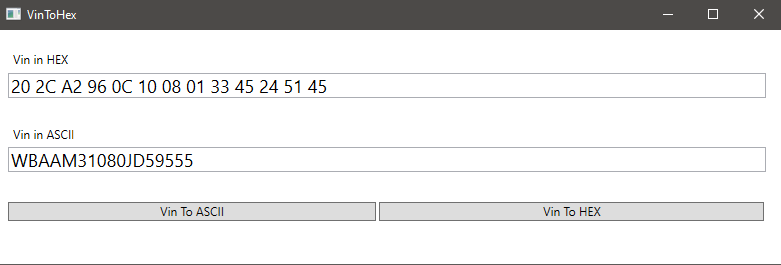 VinToHex
Vin in HEX
20 2C A2 96 0C 10 08 01 33 45 24 51 45
Vin in ASCII
WBAAM31080JD59555
Vin To ASCII Vin To HEX